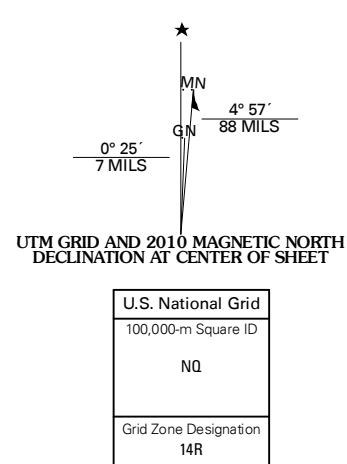 MN
4° 57´
88 MILS
GN
0° 25´
7 MILS
UTM GRID AND 2010 MAGNETIC NORTH
DECLINATION AT CENTER OF SHEET
U.S. National Grid
100,000-m Square ID
NQ
Grid Zone Designation
14R